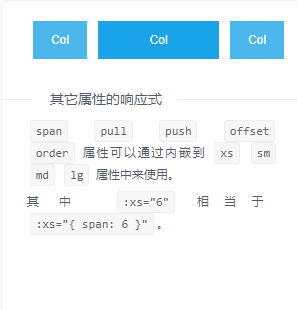 Col Col Col
其它属性的响应式
span pull push offset
order 属性可以通过内嵌到 xs sm
md lg 属性中来使用。
其中 :xs="6" 相当于
:xs="{ span: 6 }" 。